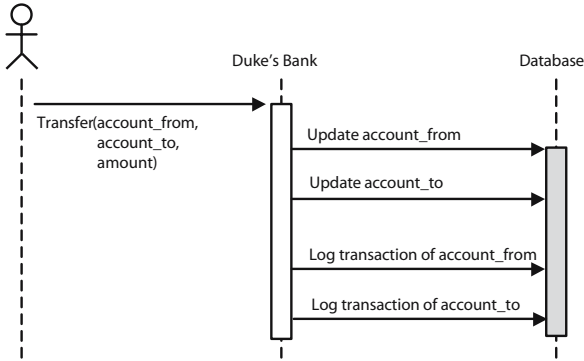 Duke's Bank
Database
Transfer(account_from,
account_to,
amount)
Update account_from
Update account_to
Log transaction of account_from
Log transaction of account_to